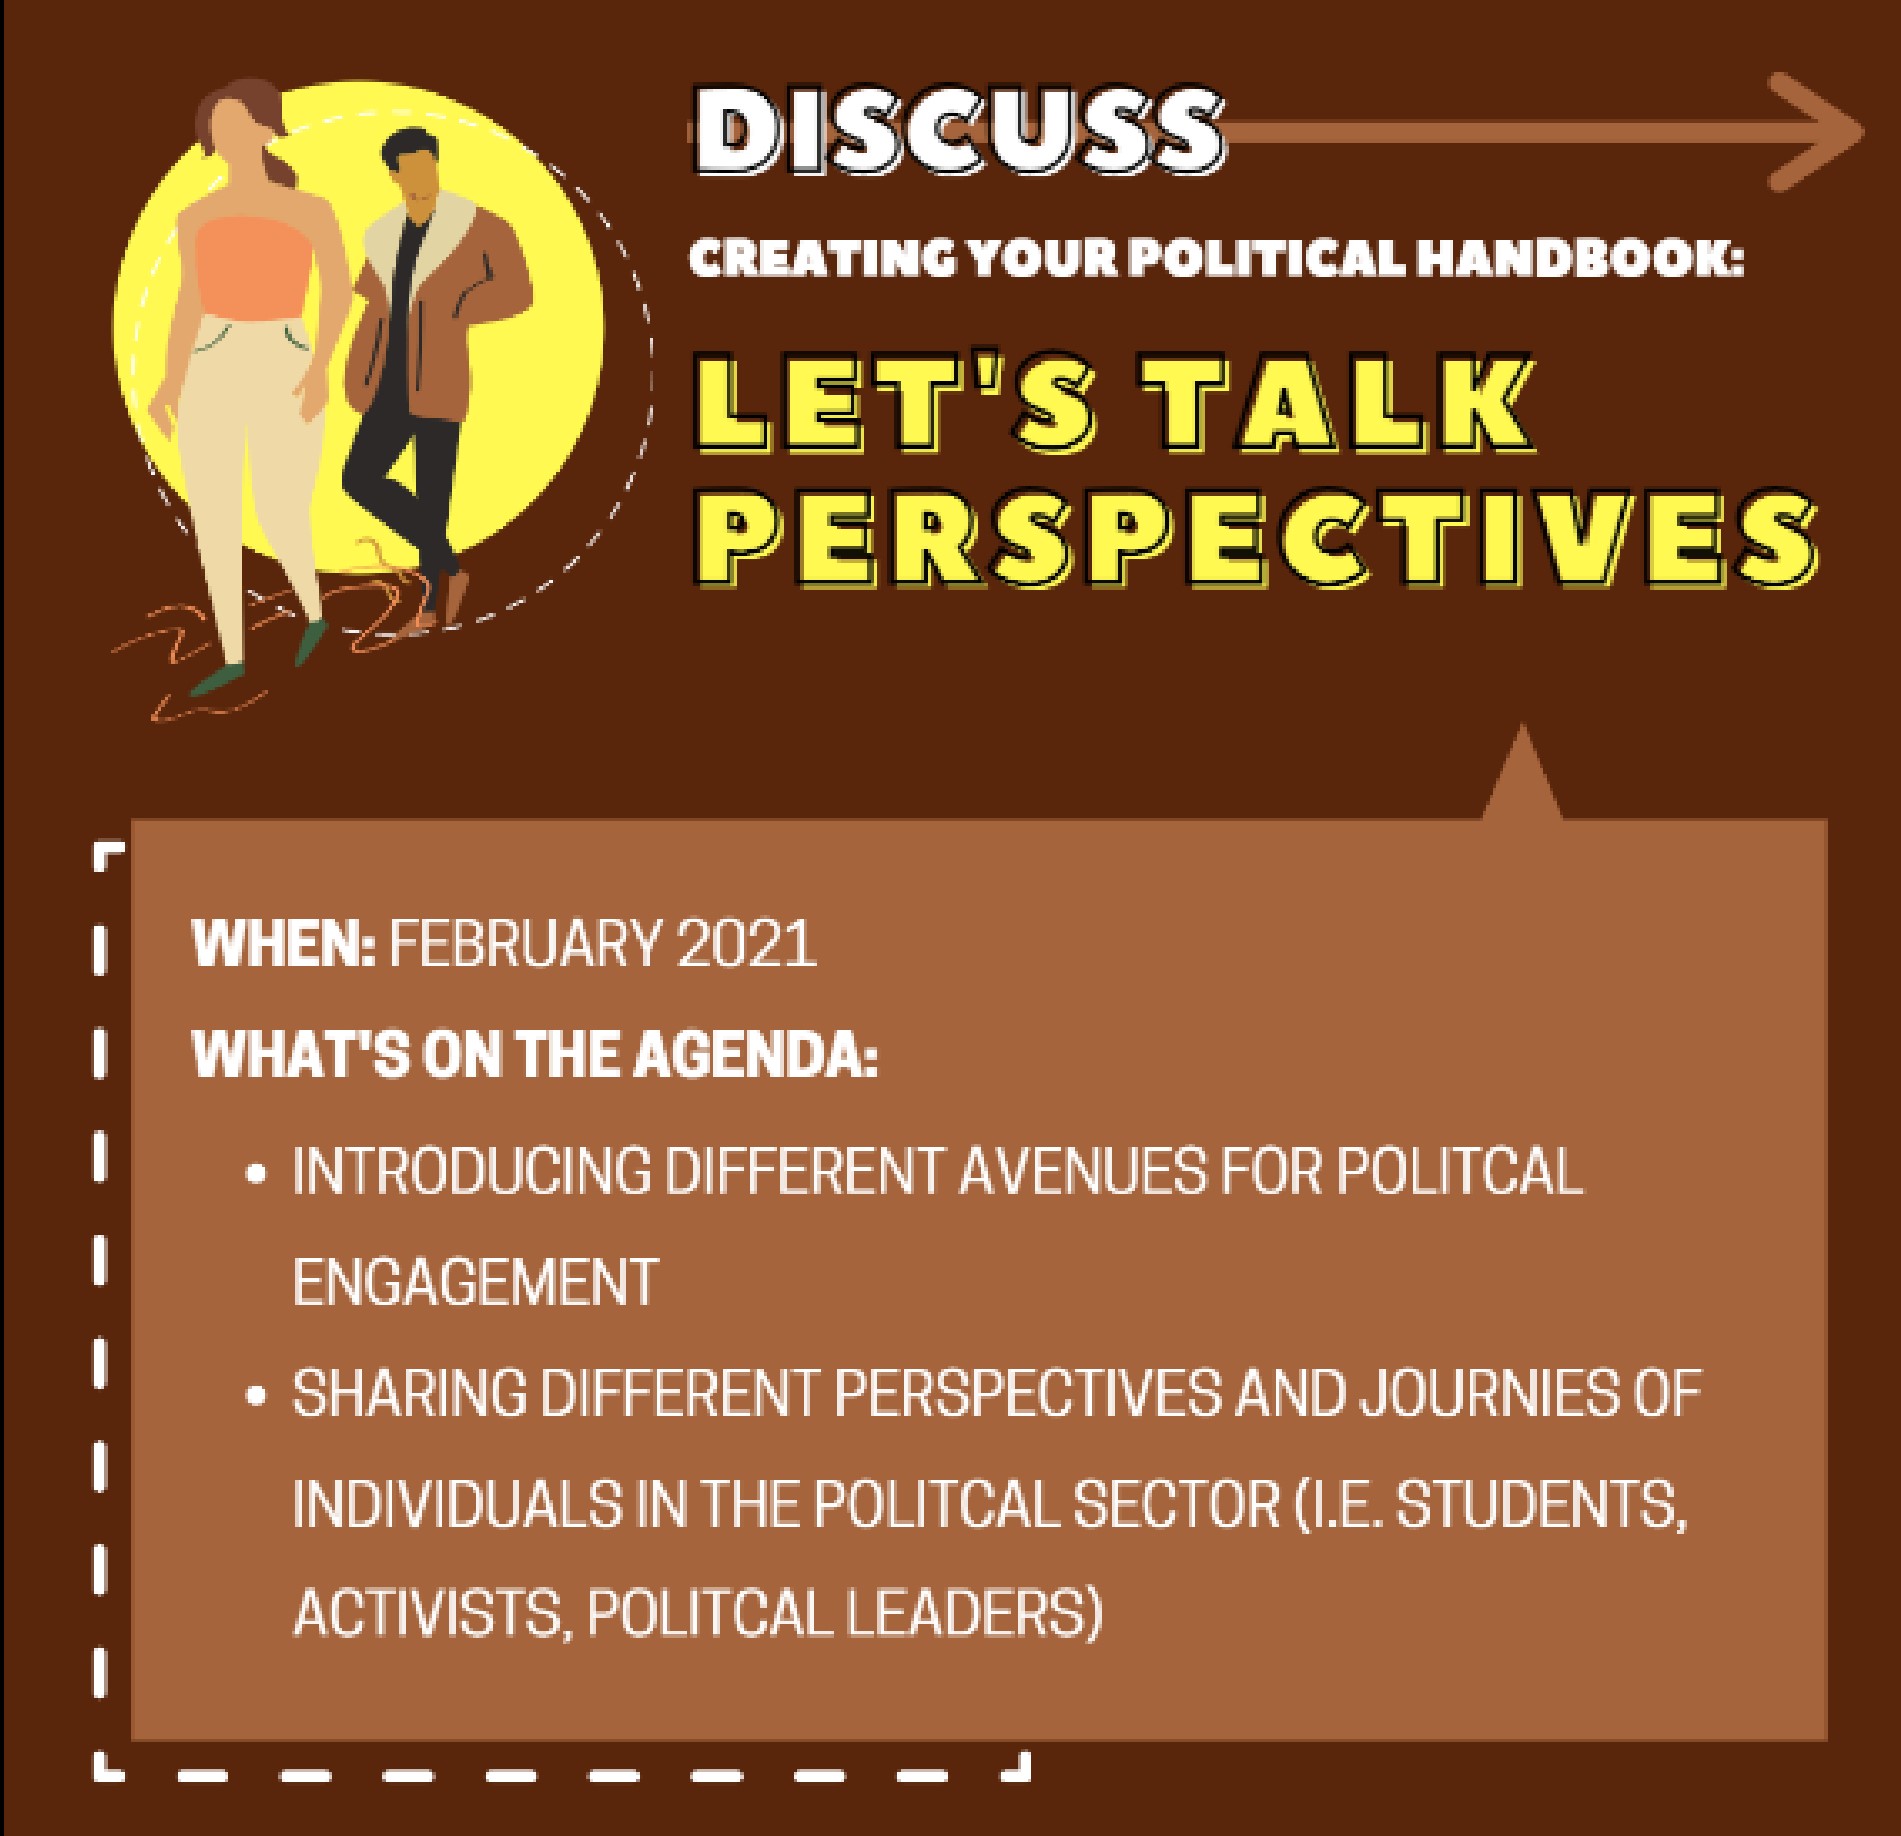 DISCUSS
CREATING YOUR POLITICAL HANDBOOK:
LET'S TALK
PERSPECTIVES
WHEN: FEBRUARY 2021
WHAT'S ON THE AGENDA:
• INTRODUCING DIFFERENT AVENUES FOR POLITCAL
ENGAGEMENT
• SHARING DIFFERENT PERSPECTIVES AND JOURNIES OF
INDIVIDUALS IN THE POLITCAL SECTOR (I.E. STUDENTS,
ACTIVISTS, POLITCAL LEADERS)